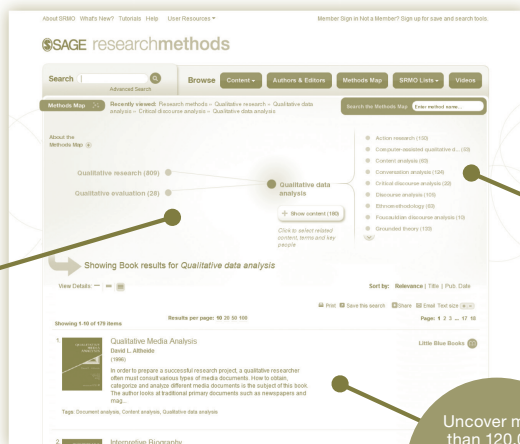 About SRMO What's New? Tutorials Help User Resources
Member Sign in Not a Member? Sign up for save and search tools.
SAGE researchmethods
Search
Advanced Search
Browse Content Authors & Editors Methods Map SRMO Lists Videos
Methods Map
Recently viewed: Research methods » Qualitative research » Qualitative data
analysis » Critical discourse analysis » Qualitative data analysis
Search the Methods Map Enter method name...
About the
Methods Map
Qualitative research (809)
Qualitative evaluation (28)
Qualitative data
analysis
+ Show content (180)
Click to select related
content, terms and key
people
Action research
Computer-assisted qualitative d...
Content analysis
Conversation analysis
Critical discourse analysis
Discourse analysis
Ethnomethodology
Foucauldian discourse analysis
Grounded theory
Showing Book results for Qualitative data analysis
View Details:
Sort by: Relevance | Title | Pub. Date
Print Save this search Share Email Text size
Showing 1-10 of 179 items
Results per page: 10 20 50 100
Page: 1 2 3 ... 17 18
1.
Qualitative Media Analysis
David L. Altheide
(1996)
In order to prepare a successful research project, a qualitative researcher
often must consult various types of media documents. How to obtain,
categorize and analyze different media documents is the subject of this book.
The author looks at traditional primary documents such as newspapers and
mag...
Little Blue Books
Tags: Document analysis, Content analysis, Qualitative data analysis
2.
Interpretive Biography
Uncover m
than 120,0